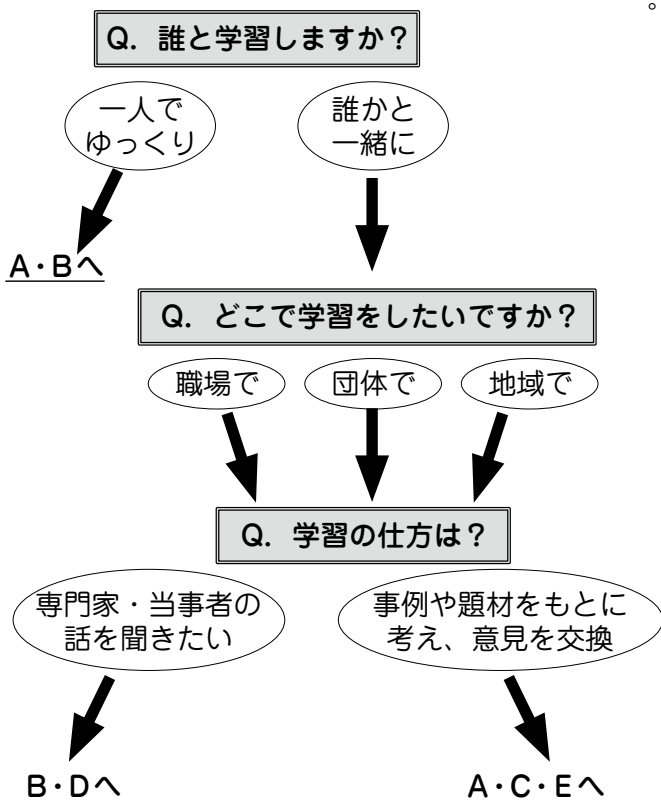 。
Q. 誰と学習しますか？
一人で
ゆっくり
誰かと
一緒に
A・Bへ
Q. どこで学習をしたいですか？
職場で
団体で
地域で
Q. 学習の仕方は？
専門家・当事者の
話を聞きたい
事例や題材をもとに
考え、意見を交換
B・Dへ
A・C・Eへ